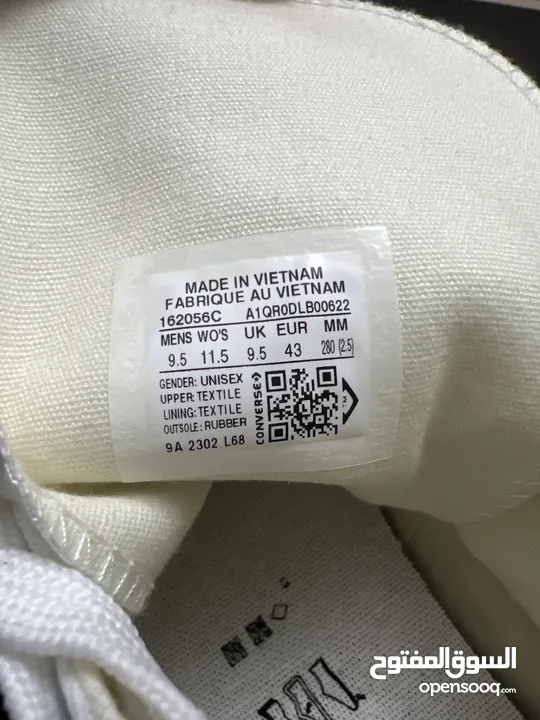 MADE IN VIETNAM
FABRIQUE AU VIETNAM
162056C A1QR0DLB00622
MENS WO'S UK EUR MM
9.5 11.5 9.5 43 280 (2.5)
GENDER: UNISEX
UPPER: TEXTILE
LINING: TEXTILE
OUTSOLE: RUBBER
9A 2302 L68
CONVERSE
TM
السوق المفتوح
opensooq.com